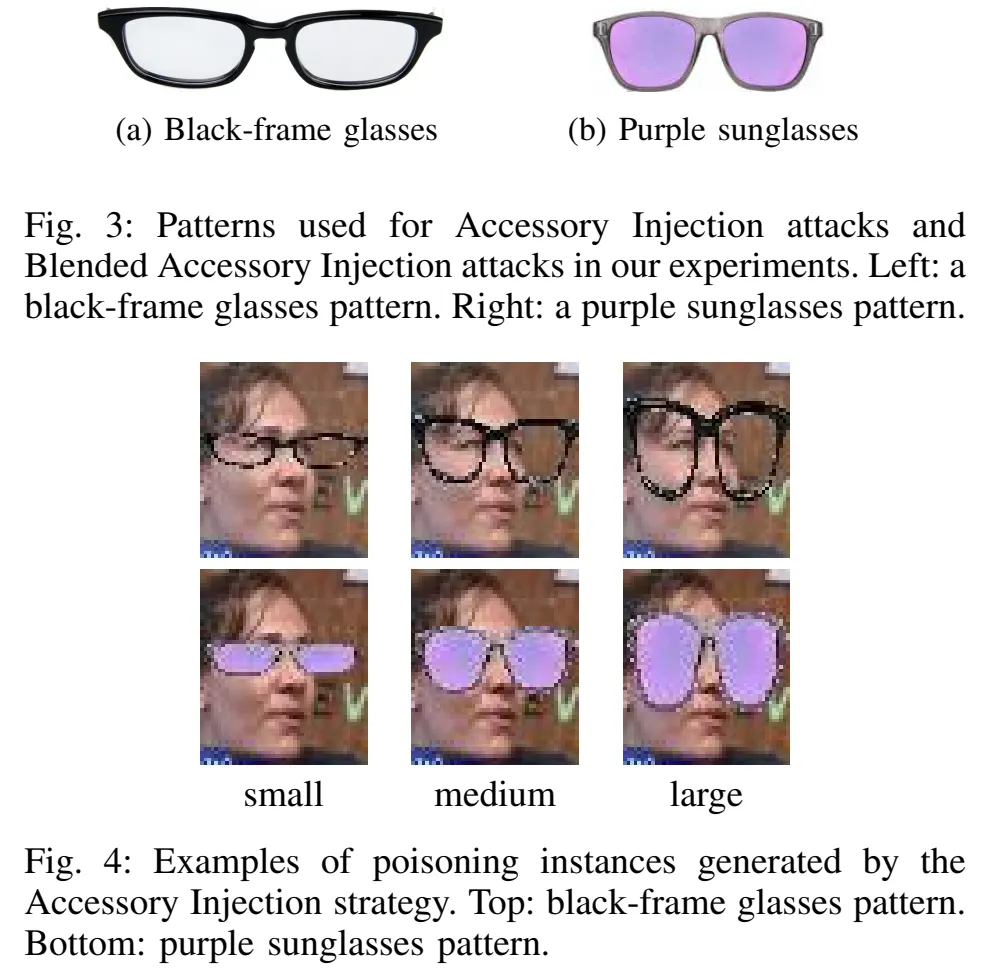 (a) Black-frame glasses
(b) Purple sunglasses
Fig. 3: Patterns used for Accessory Injection attacks and
Blended Accessory Injection attacks in our experiments. Left: a
black-frame glasses pattern. Right: a purple sunglasses pattern.
small
medium
large
Fig. 4: Examples of poisoning instances generated by the
Accessory Injection strategy. Top: black-frame glasses pattern.
Bottom: purple sunglasses pattern.